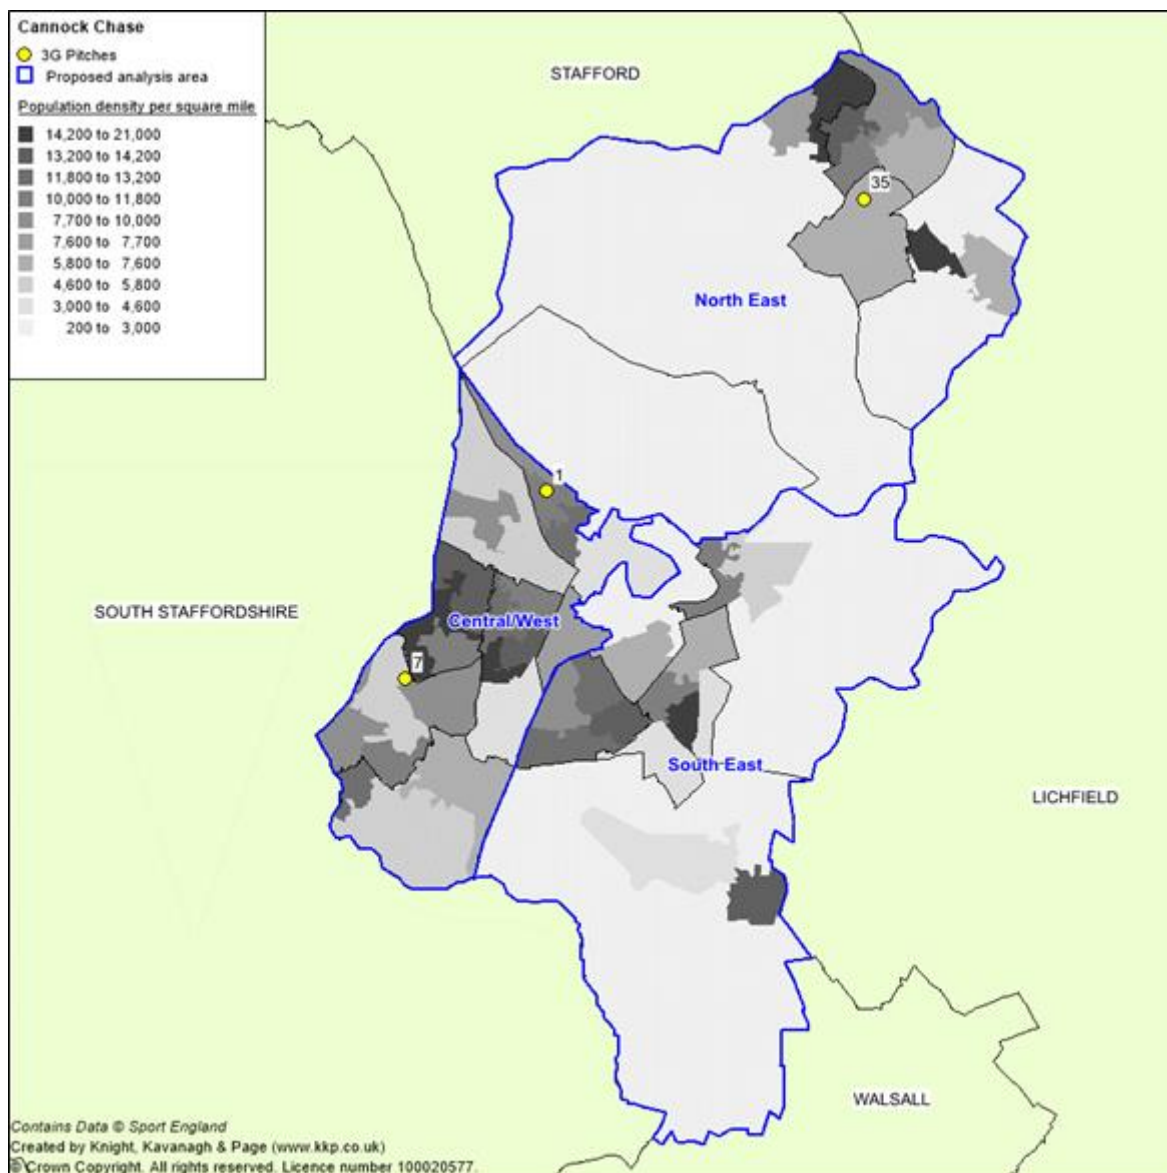 Cannock Chase
3G Pitches
Proposed analysis area
Population density per square mile
14,200 to 21,000
13,200 to 14,200
11,800 to 13,200
10,000 to 11,800
7,700 to 10,000
7,600 to 7,700
5,800 to 7,600
4,600 to 5,800
3,000 to 4,600
200 to 3,000
STAFFORD
35
North East
1
SOUTH STAFFORDSHIRE
Central/West
7
South East
LICHFIELD
WALSALL
Contains Data © Sport England
Created by Knight, Kavanagh & Page (www.kkp.co.uk)
© Crown Copyright. All rights reserved. Licence number 100020577.